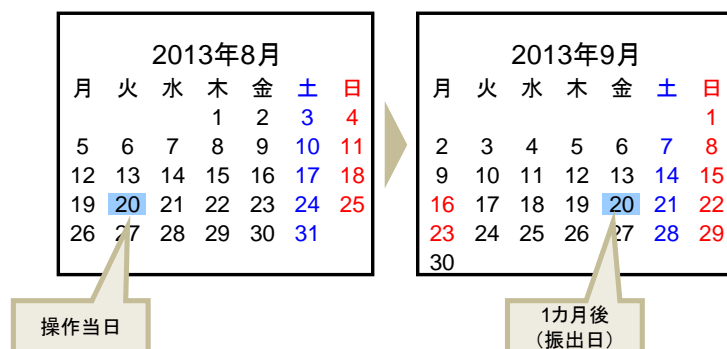 2013年8月
月 火 水 木 金 土 日
1 2 3 4
5 6 7 8 9 10 11
12 13 14 15 16 17 18
19 20 21 22 23 24 25
26 27 28 29 30 31
操作当日
2013年9月
月 火 水 木 金 土 日
1
2 3 4 5 6 7 8
9 10 11 12 13 14 15
16 17 18 19 20 21 22
23 24 25 26 27 28 29
30
1カ月後
（振出日）